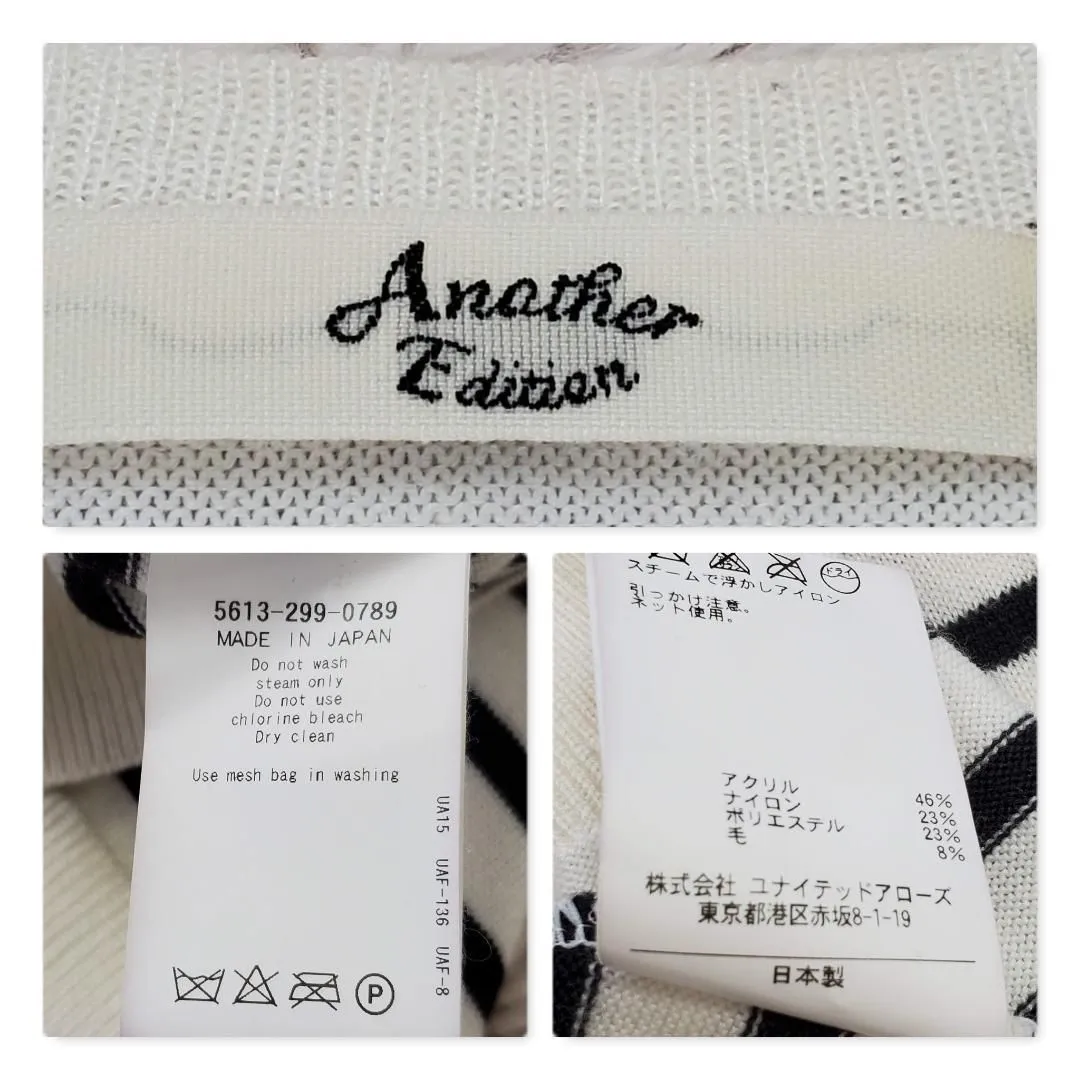 Another
Edition
5613-299-0789
MADE IN JAPAN
Do not wash
steam only
Do not use
chlorine bleach
Dry clean
Use mesh bag in washing
UA15 UAF-136 UAF-8
P
ドライ
スチームで浮かしアイロン
引っかけ注意。
ネット使用。
アクリル 46%
ナイロン 23%
ポリエステル 23%
毛 8%
株式会社 ユナイテッドアローズ
東京都港区赤坂8-1-19
日本製